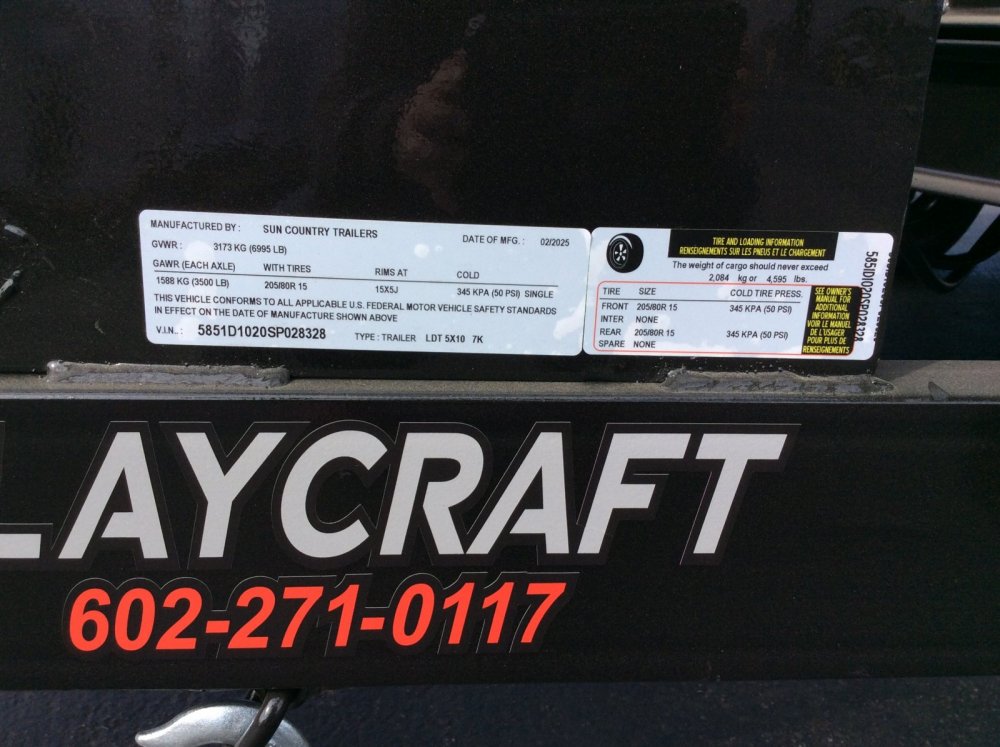 MANUFACTURED BY : SUN COUNTRY TRAILERS DATE OF MFG. : 02/2025
GVWR : 3173 KG (6995 LB)
GAWR (EACH AXLE) WITH TIRES RIMS AT COLD
1588 KG (3500 LB) 205/80R 15 15X5J 345 KPA (50 PSI) SINGLE
THIS VEHICLE CONFORMS TO ALL APPLICABLE U.S. FEDERAL MOTOR VEHICLE SAFETY STANDARDS
IN EFFECT ON THE DATE OF MANUFACTURE SHOWN ABOVE
V.I.N.. : 5851D1020SP028328 TYPE : TRAILER LDT 5X10 7K
TIRE AND LOADING INFORMATION
RENSEIGNEMENTS SUR LES PNEUS ET LE CHARGEMENT
The weight of cargo should never exceed
2,084 kg or 4,595 lbs.
TIRE SIZE COLD TIRE PRESS.
FRONT 205/80R 15 345 KPA (50 PSI)
INTER NONE
REAR 205/80R 15 345 KPA (50 PSI)
SPARE NONE
SEE OWNER'S
MANUAL FOR
ADDITIONAL
INFORMATION
VOIR LE MANUEL
DE L'USAGER
POUR PLUS DE
RENSEIGNEMENTS
5851D1020SP028328
LAYCRAFT
602-271-0117